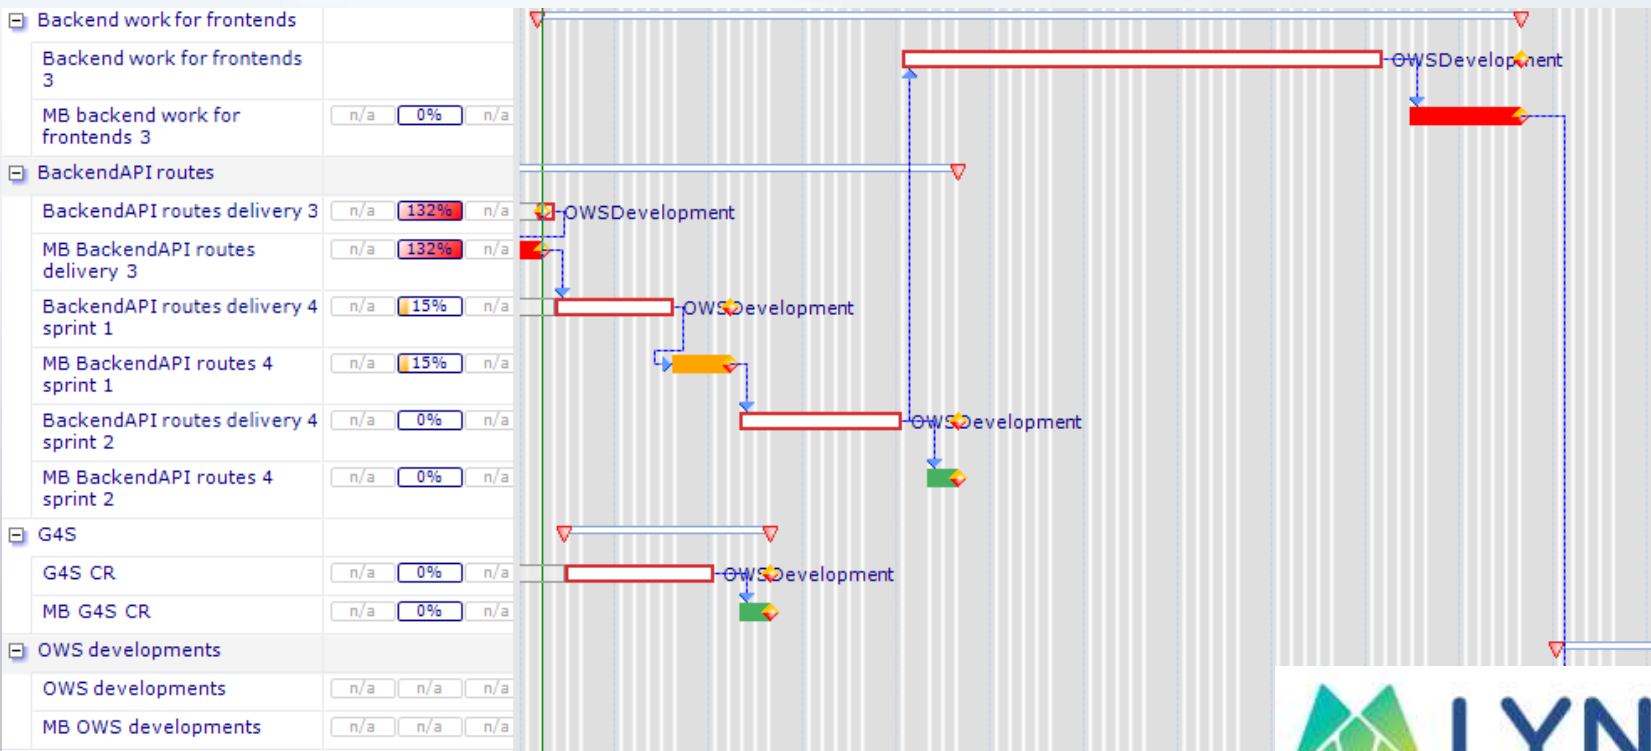 Backend work for frontends
Backend work for frontends
3
OWSDevelopment
MB backend work for
frontends 3
n/a 0% n/a
BackendAPI routes
BackendAPI routes delivery 3 n/a 132% n/a OWSDevelopment
MB BackendAPI routes
delivery 3
n/a 132% n/a
BackendAPI routes delivery 4
sprint 1
n/a 15% n/a OWSDevelopment
MB BackendAPI routes 4
sprint 1
n/a 15% n/a
BackendAPI routes delivery 4
sprint 2
n/a 0% n/a OWSDevelopment
MB BackendAPI routes 4
sprint 2
n/a 0% n/a
G4S
G4S CR n/a 0% n/a OWSDevelopment
MB G4S CR n/a 0% n/a
OWS developments
OWS developments n/a n/a n/a
MB OWS developments n/a n/a n/a
LYN